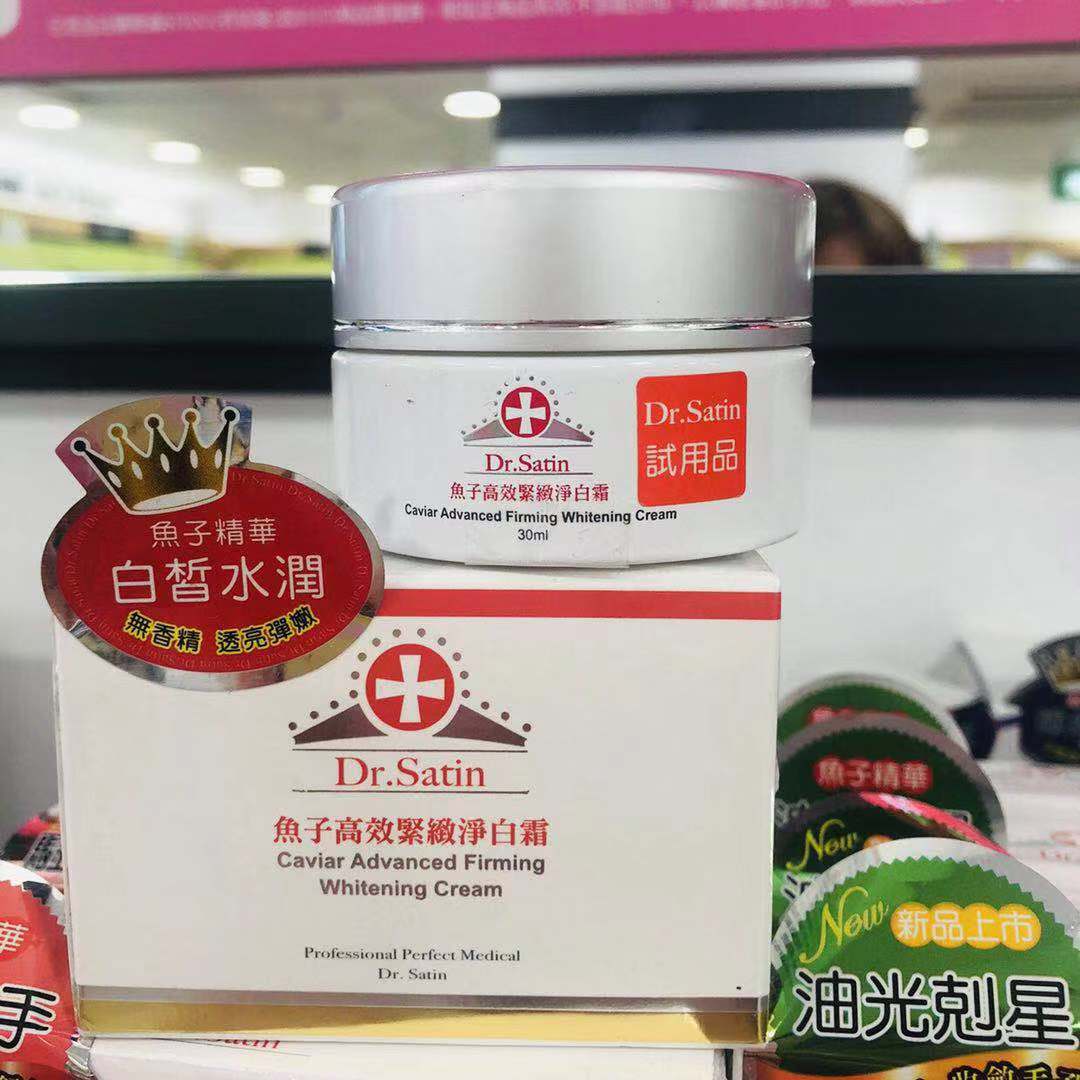 Dr.Satin
魚子高效緊緻淨白霜
Caviar Advanced Firming Whitening Cream
30ml
Dr.Satin
試用品
魚子精華
白皙水潤
無香精 透亮彈嫩
Dr.Satin
魚子高效緊緻淨白霜
Caviar Advanced Firming
Whitening Cream
Professional Perfect Medical
Dr. Satin
魚子精華
New
New
新品上市
油光剋星
華
手